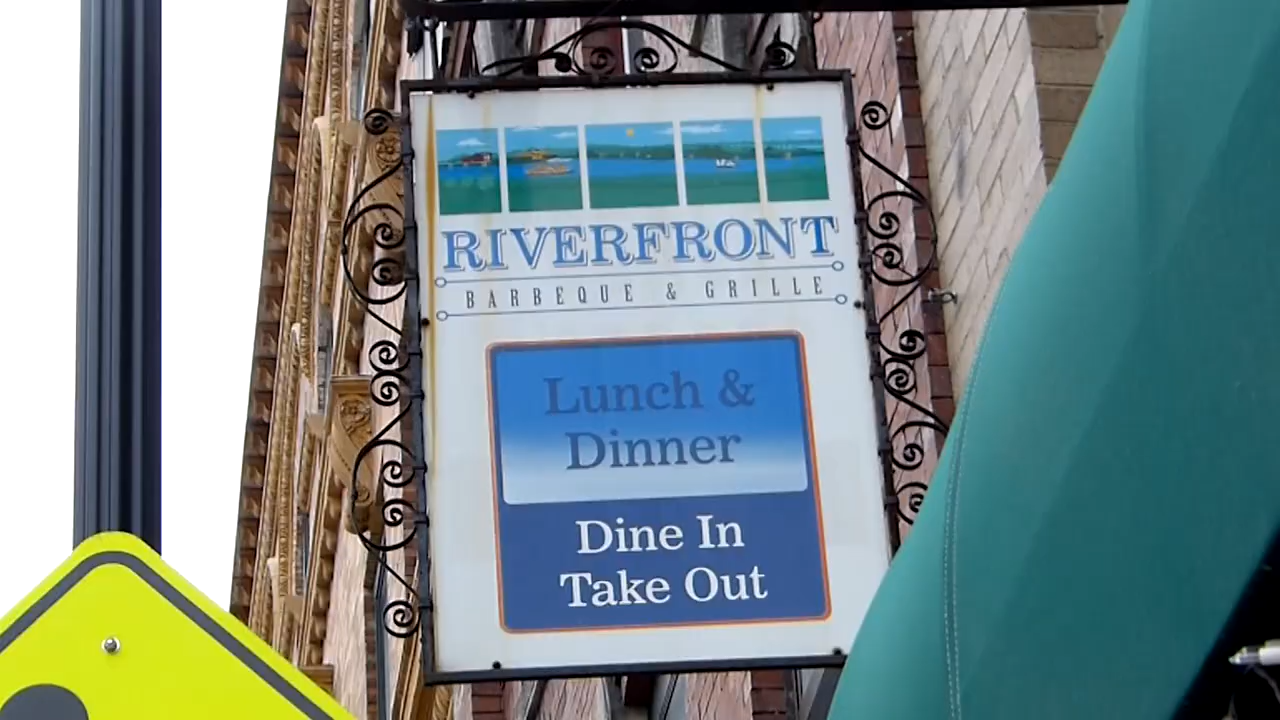 RIVERFRONT
BARBEQUE & GRILLE
Lunch &
Dinner
Dine In
Take Out